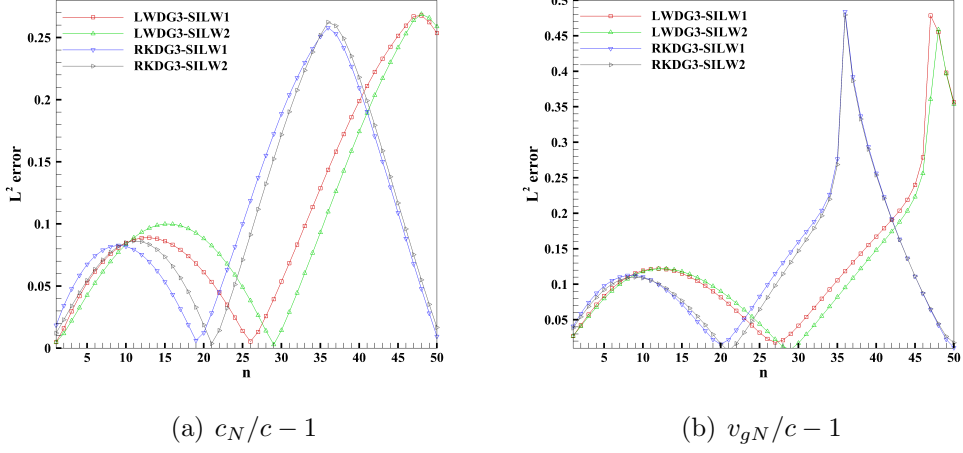 LWDG3-SILW1
LWDG3-SILW2
RKDG3-SILW1
RKDG3-SILW2
0.25
0.2
0.15
0.1
0.05
0
L² error
5 10 15 20 25 30 35 40 45 50
n
(a) c_N/c − 1
LWDG3-SILW1
LWDG3-SILW2
RKDG3-SILW1
RKDG3-SILW2
0.5
0.45
0.4
0.35
0.3
0.25
0.2
0.15
0.1
0.05
L² error
5 10 15 20 25 30 35 40 45 50
n
(b) v_{gN}/c − 1